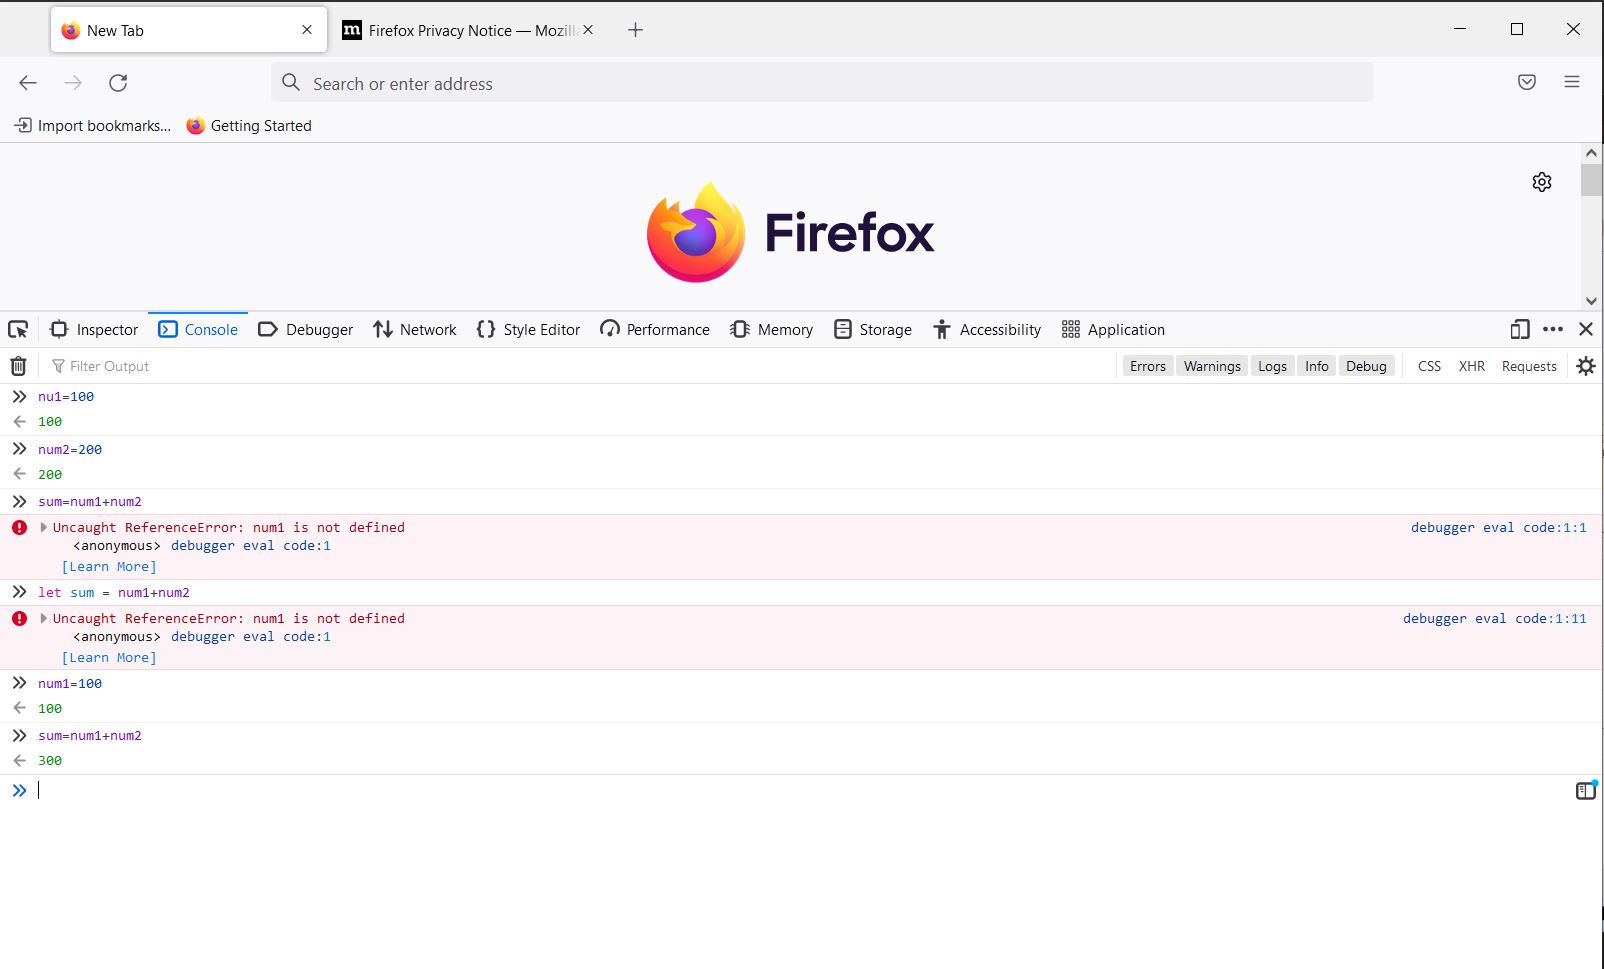 New Tab
Firefox Privacy Notice — Mozill
Search or enter address
Import bookmarks... Getting Started
Firefox
Inspector Console Debugger Network Style Editor Performance Memory Storage Accessibility Application
Filter Output Errors Warnings Logs Info Debug CSS XHR Requests
nu1=100
100
num2=200
200
sum=num1+num2
Uncaught ReferenceError: num1 is not defined debugger eval code:1:1
<anonymous> debugger eval code:1
[Learn More]
let sum = num1+num2
Uncaught ReferenceError: num1 is not defined debugger eval code:1:11
<anonymous> debugger eval code:1
[Learn More]
num1=100
100
sum=num1+num2
300